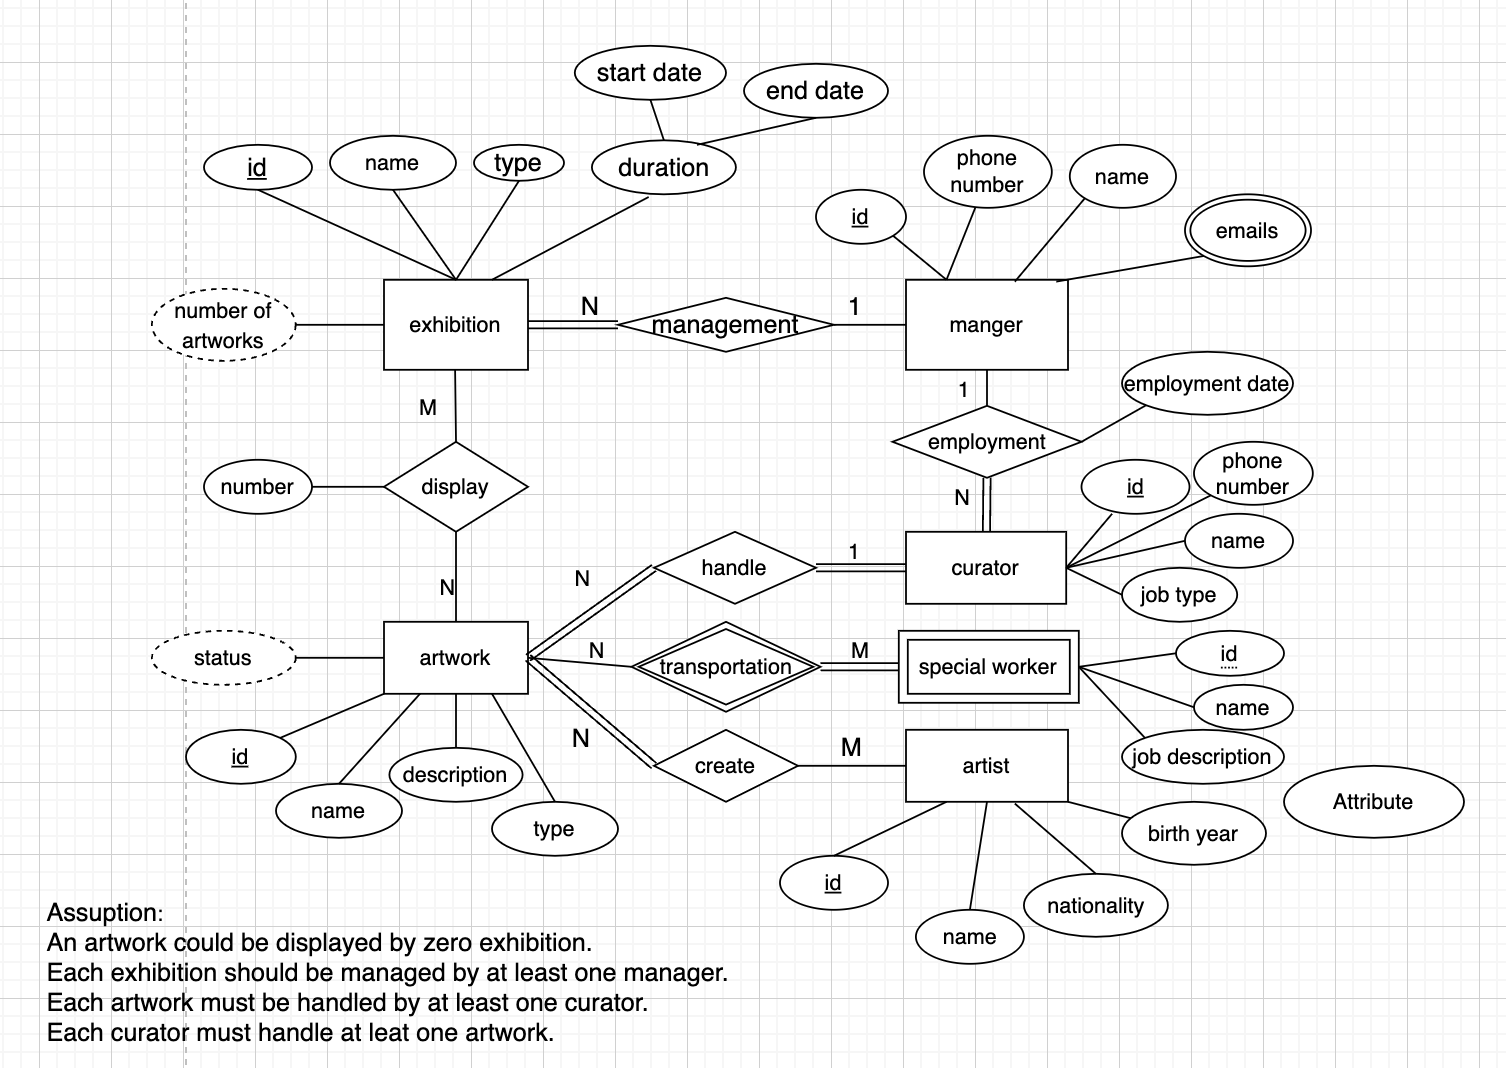 start date
end date
id
name
type
duration
phone
number
name
id
emails
number of
artworks
exhibition
N
management
1
manger
M
1
employment date
employment
number
display
N
id
phone
number
name
job type
N
N
handle
1
curator
status
artwork
N
transportation
M
special worker
id
name
job description
N
create
M
artist
Attribute
id
name
description
type
birth year
id
name
nationality
Assuption:
An artwork could be displayed by zero exhibition.
Each exhibition should be managed by at least one manager.
Each artwork must be handled by at least one curator.
Each curator must handle at leat one artwork.